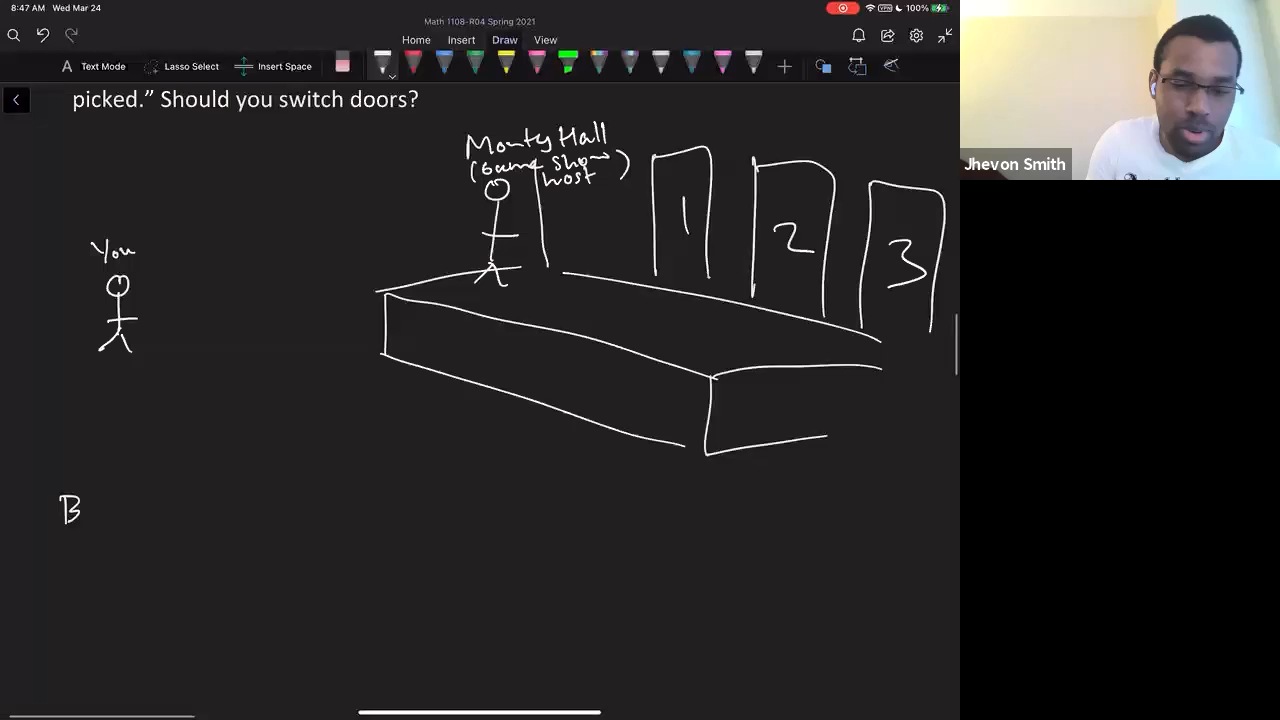 8:47 AM Wed Mar 24
VPN 100%
Math 1108-R04 Spring 2021
Home Insert Draw View
Text Mode Lasso Select Insert Space
picked.” Should you switch doors?
Monty Hall
(Game show
host)
You
1 2 3
B
Jhevon Smith